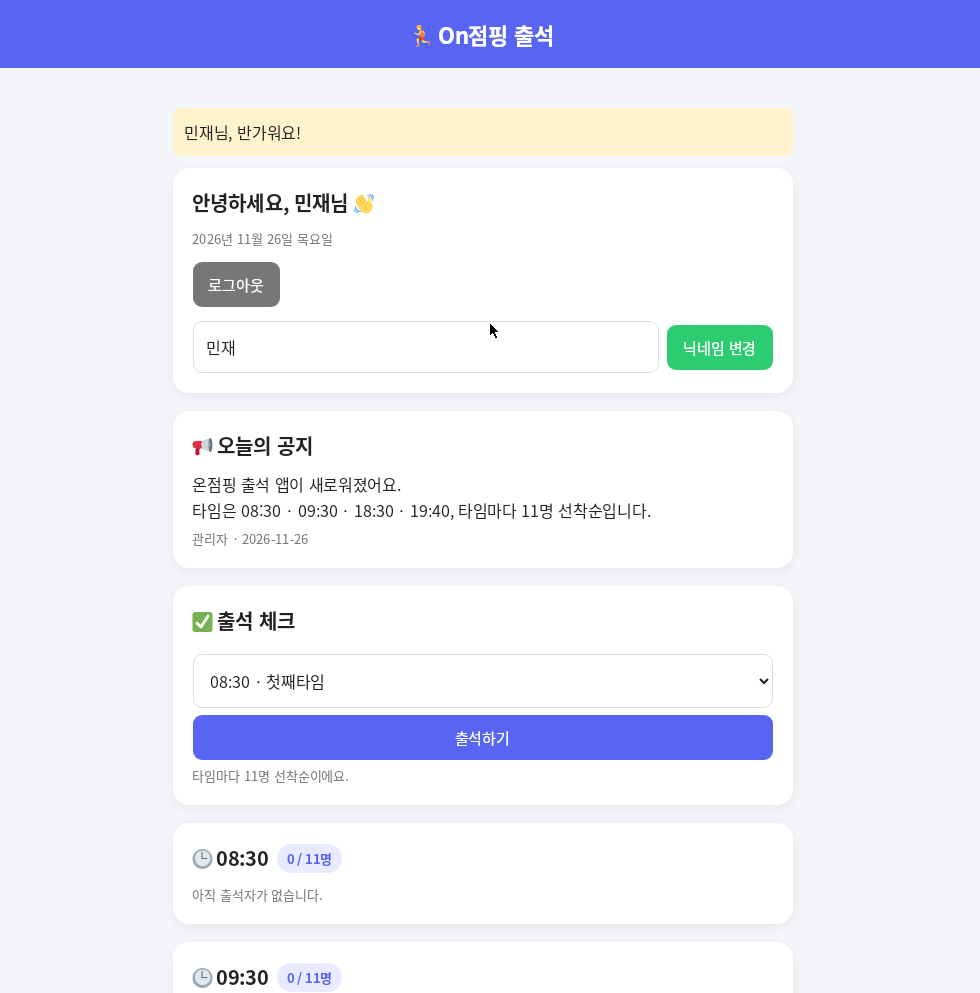 On점핑 출석
민재님, 반가워요!
안녕하세요, 민재님
2026년 11월 26일 목요일
로그아웃
민재
닉네임 변경
오늘의 공지
온점핑 출석 앱이 새로워졌어요.
타임은 08:30 · 09:30 · 18:30 · 19:40, 타임마다 11명 선착순입니다.
관리자 · 2026-11-26
출석 체크
08:30 · 첫째타임
출석하기
타임마다 11명 선착순이에요.
08:30 0 / 11명
아직 출석자가 없습니다.
09:30 0 / 11명